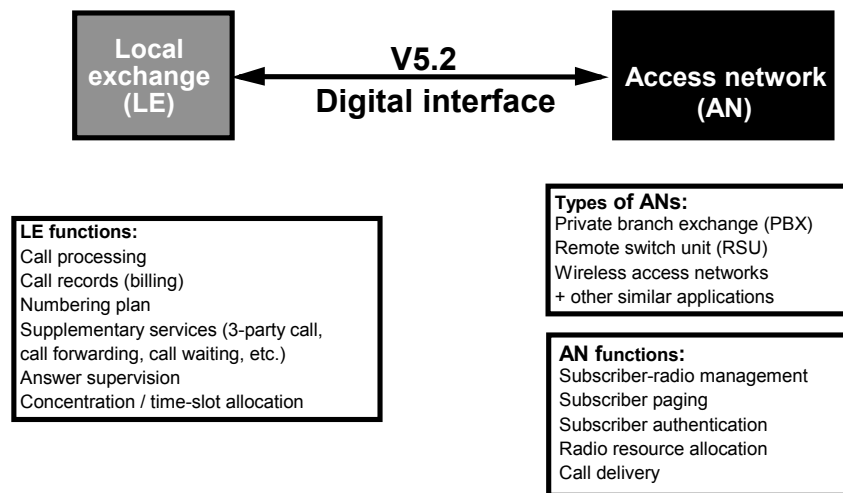 Local
exchange
(LE)
V5.2
Digital interface
Access network
(AN)
LE functions:
Call processing
Call records (billing)
Numbering plan
Supplementary services (3-party call,
call forwarding, call waiting, etc.)
Answer supervision
Concentration / time-slot allocation
Types of ANs:
Private branch exchange (PBX)
Remote switch unit (RSU)
Wireless access networks
+ other similar applications
AN functions:
Subscriber-radio management
Subscriber paging
Subscriber authentication
Radio resource allocation
Call delivery